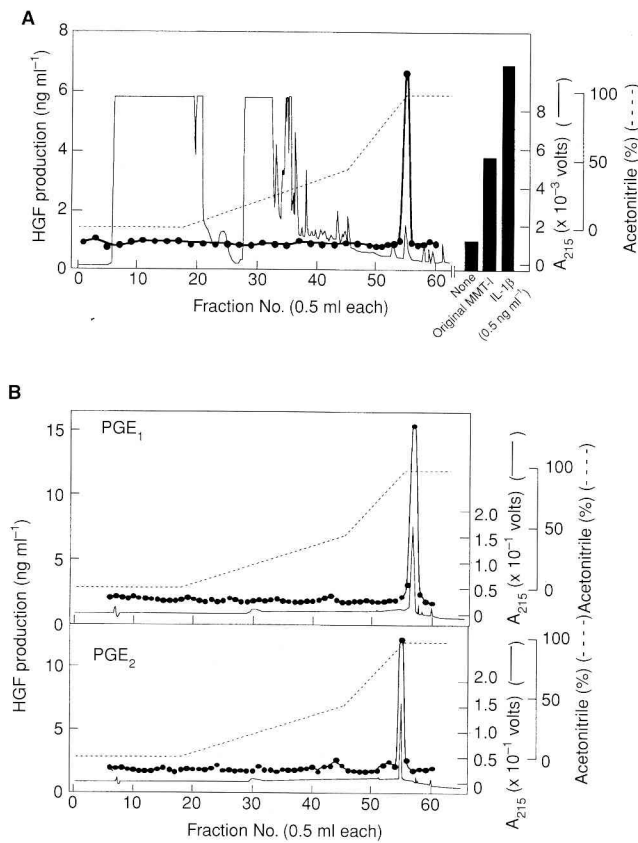 A
HGF production (ng ml⁻¹)
8
6
4
2
1
0
0
10
20
30
40
50
60
Fraction No. (0.5 ml each)
None
Original MMT-I
IL-1β
(0.5 ng ml⁻¹)
8
6
4
2
0
A₂₁₅ (x 10⁻³ volts) (——)
100
50
0
Acetonitrile (%) (- - - -)
B
PGE₁
HGF production (ng ml⁻¹)
15
10
5
0
2.0
1.5
1.0
0.5
0
A₂₁₅ (x 10⁻¹ volts) (——)
100
50
0
Acetonitrile (%) (- - - -)
PGE₂
HGF production (ng ml⁻¹)
10
5
0
0
10
20
30
40
50
60
Fraction No. (0.5 ml each)
2.0
1.5
1.0
0.5
0
A₂₁₅ (x 10⁻¹ volts) (——)
100
50
0
Acetonitrile (%) (- - - -)